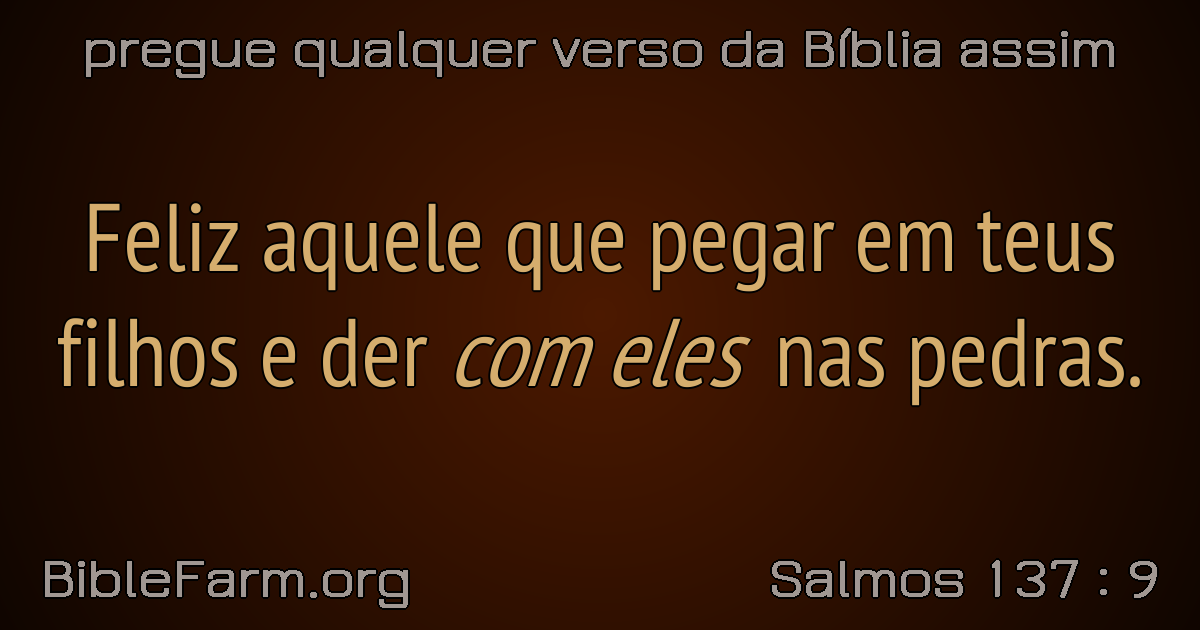 pregue qualquer verso da Bíblia assim
Feliz aquele que pegar em teus
filhos e der com eles nas pedras.
BibleFarm.org
Salmos 137 : 9